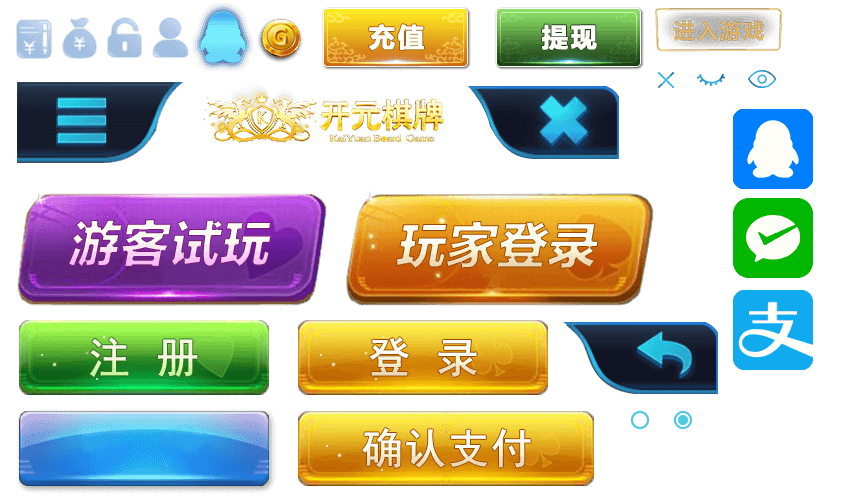 ¥
¥
G
充值
提现
进入游戏
K
开元棋牌
KaiYuan Board Game
游客试玩
玩家登录
注 册
登 录
支
确认支付